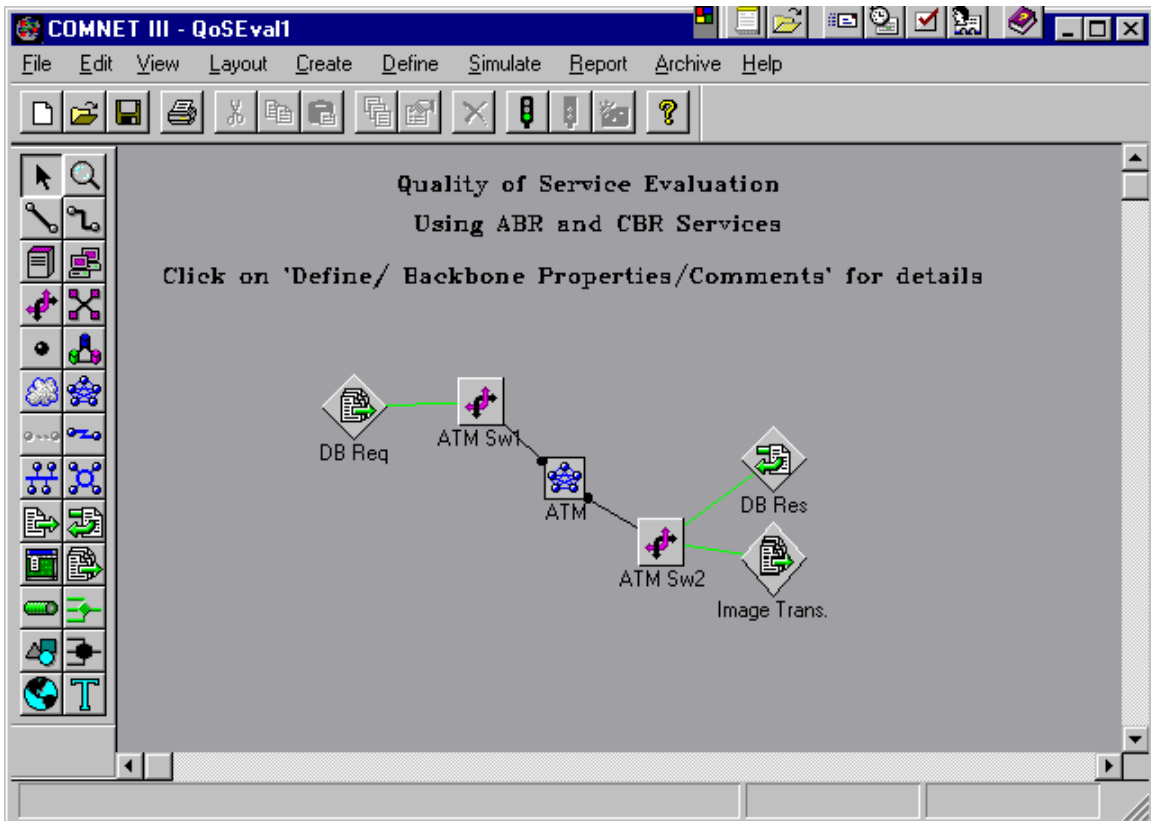 COMNET III - QoSEval1
File Edit View Layout Create Define Simulate Report Archive Help
Quality of Service Evaluation
Using ABR and CBR Services
Click on 'Define/ Backbone Properties/Comments' for details
DB Req
ATM Sw1
ATM
DB Res
ATM Sw2
Image Trans.